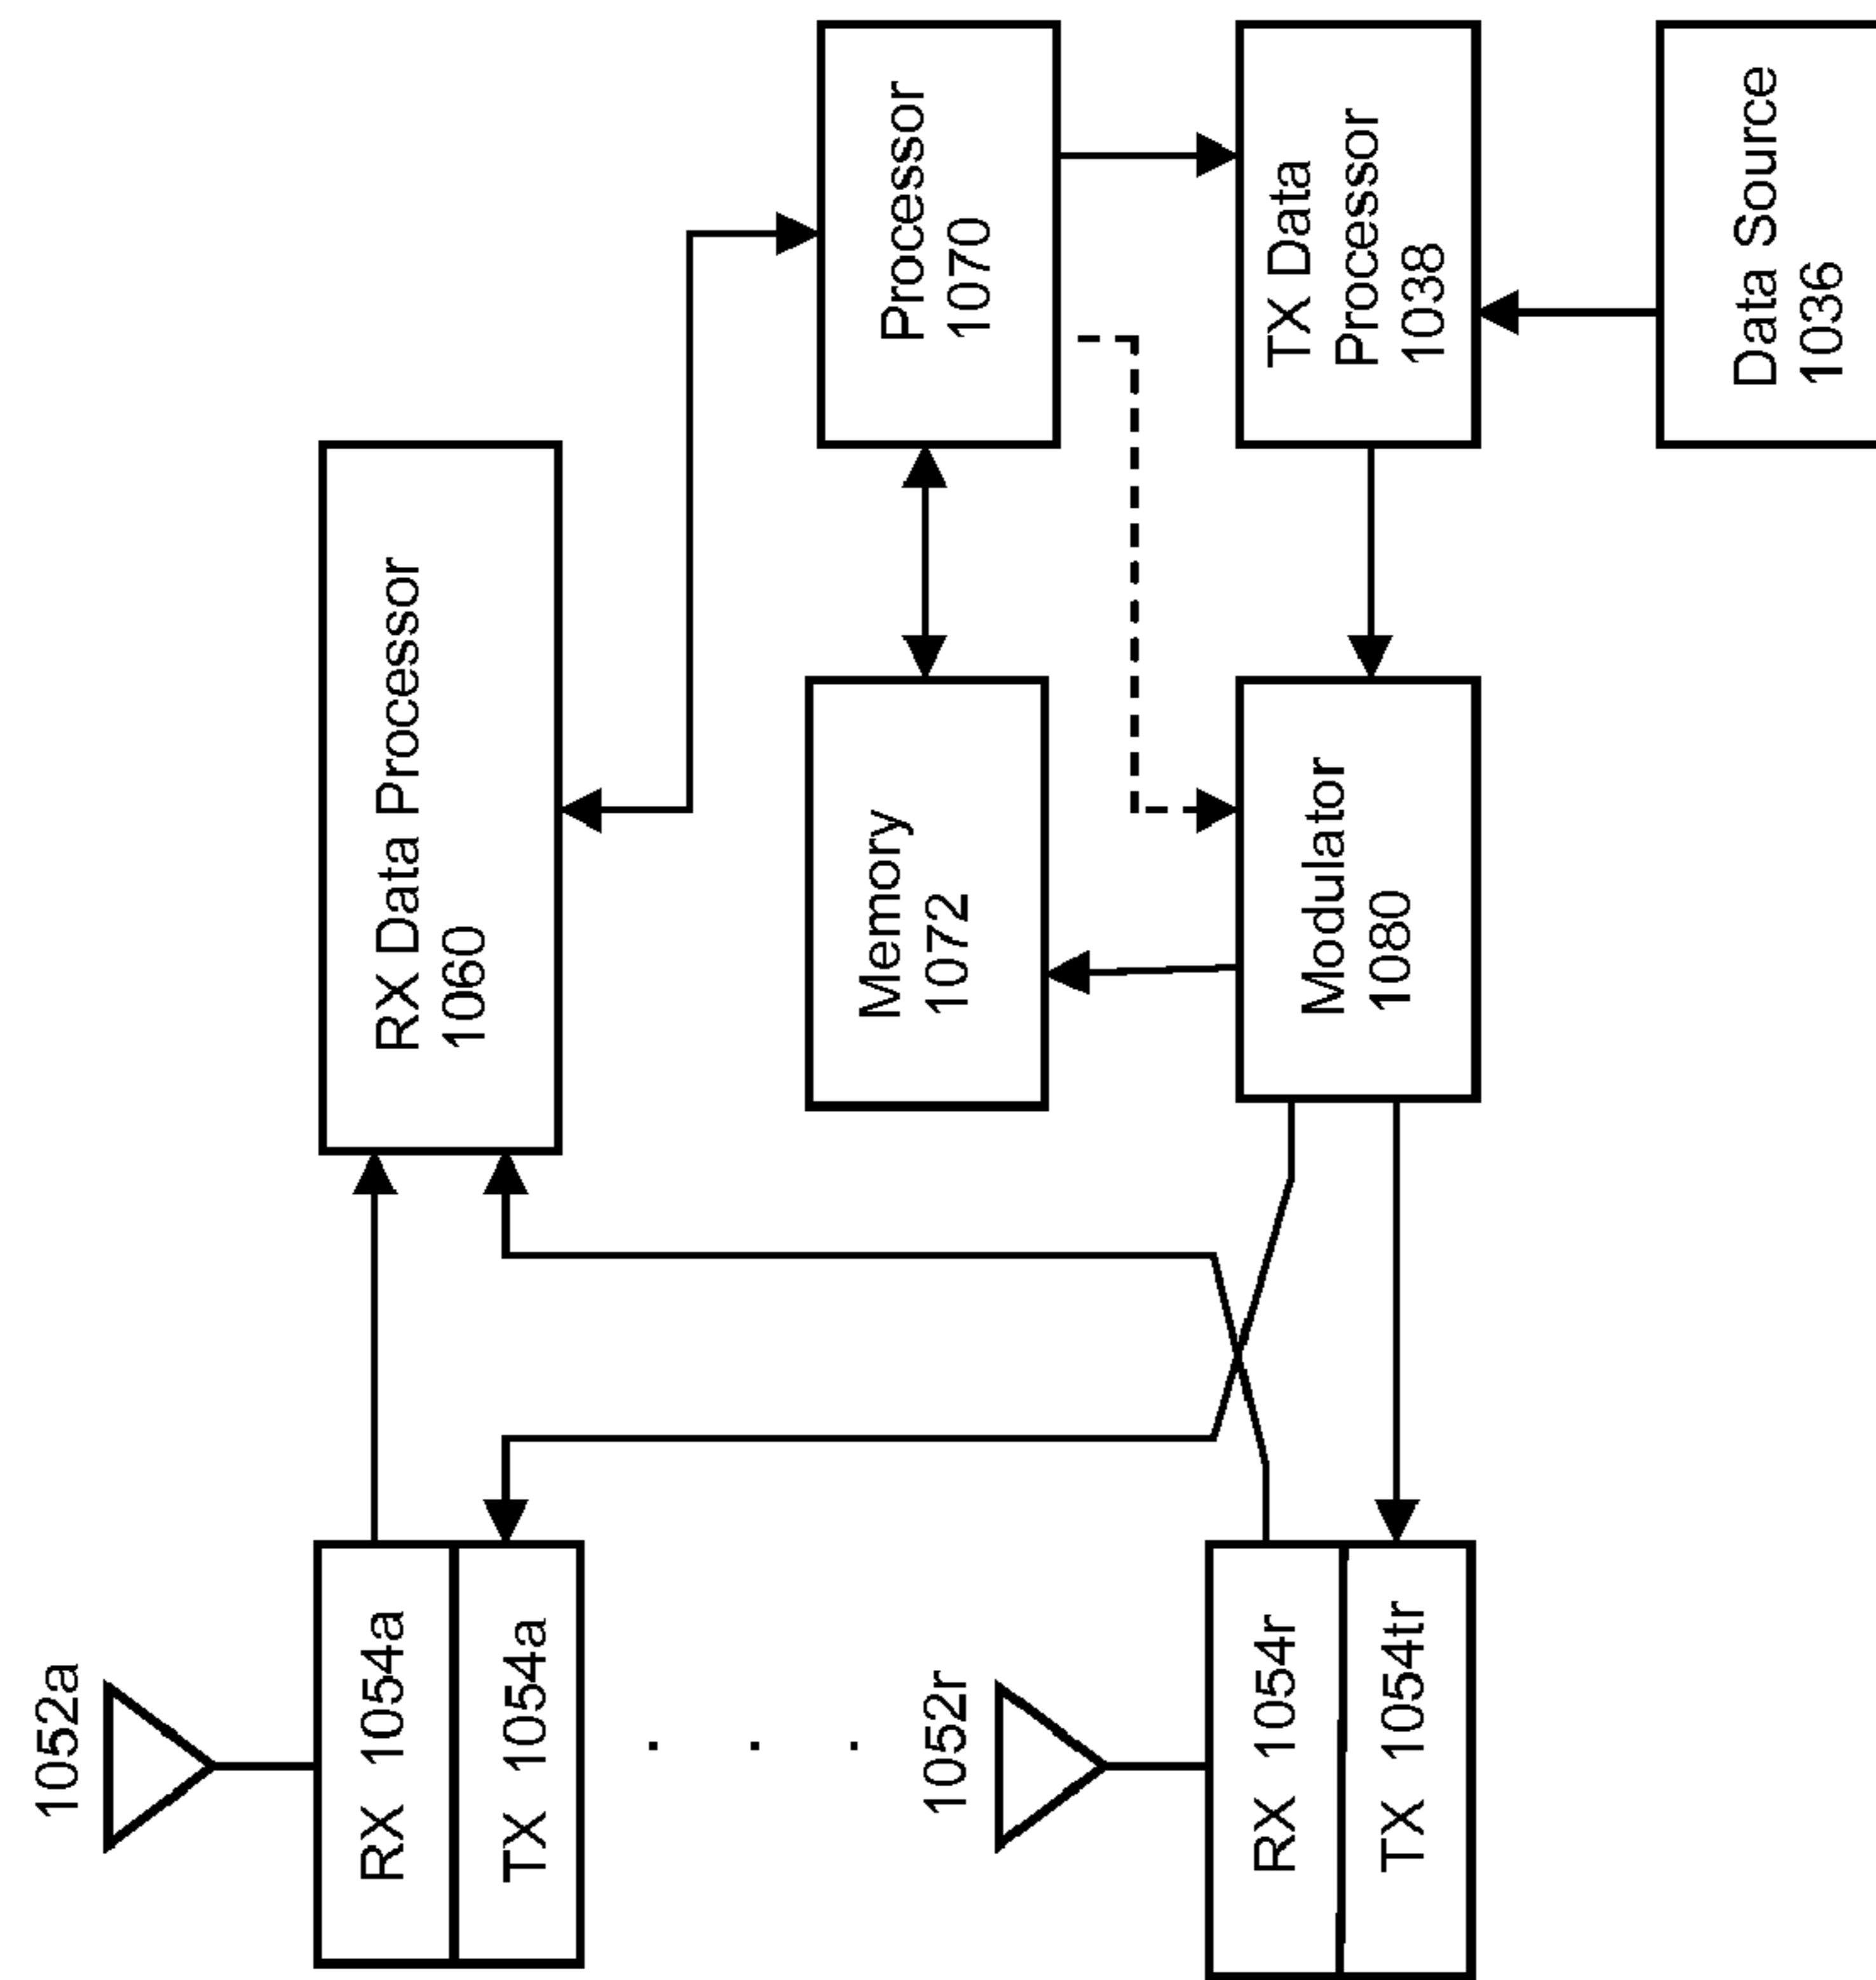 1052a
RX 1054a
TX 1054a
. . .
1052r
RX 1054r
TX 1054tr
RX Data Processor
1060
Memory
1072
Modulator
1080
Processor
1070
TX Data
Processor
1038
Data Source
1036